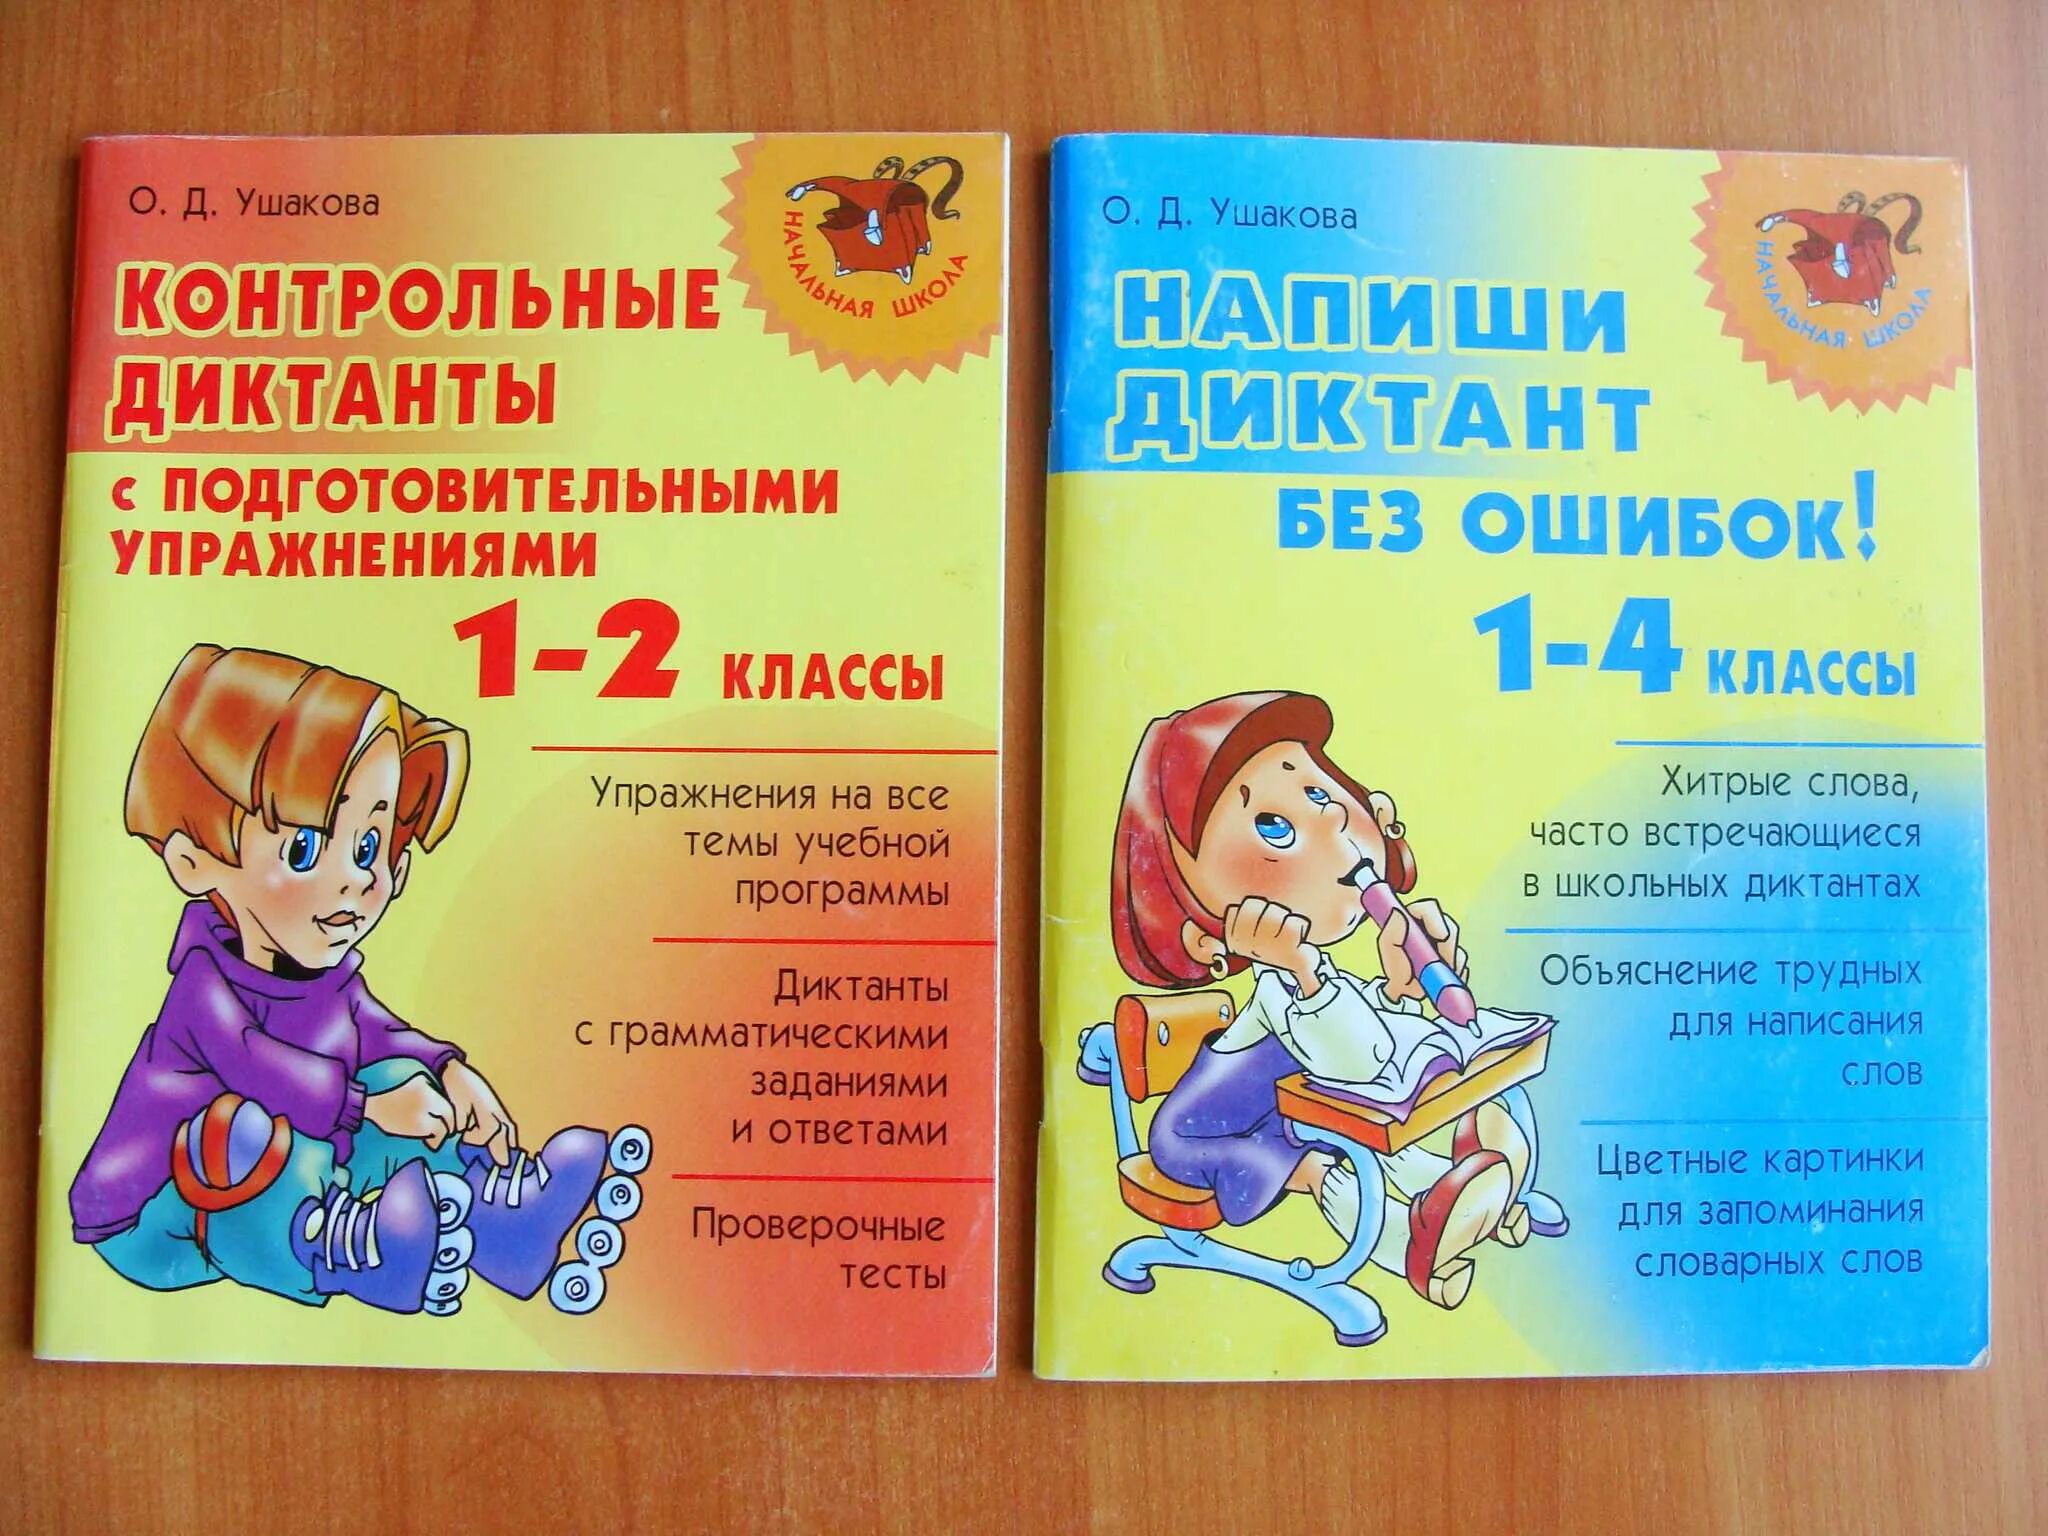 О. Д. Ушакова
НАЧАЛЬНАЯ ШКОЛА
КОНТРОЛЬНЫЕ
ДИКТАНТЫ
с ПОДГОТОВИТЕЛЬНЫМИ
УПРАЖНЕНИЯМИ
1-2 КЛАССЫ
Упражнения на все
темы учебной
программы
Диктанты
с грамматическими
заданиями
и ответами
Проверочные
тесты
О. Д. Ушакова
НАЧАЛЬНАЯ ШКОЛА
НАПИШИ
ДИКТАНТ
БЕЗ ОШИБОК!
1-4 КЛАССЫ
Хитрые слова,
часто встречающиеся
в школьных диктантах
Объяснение трудных
для написания
слов
Цветные картинки
для запоминания
словарных слов